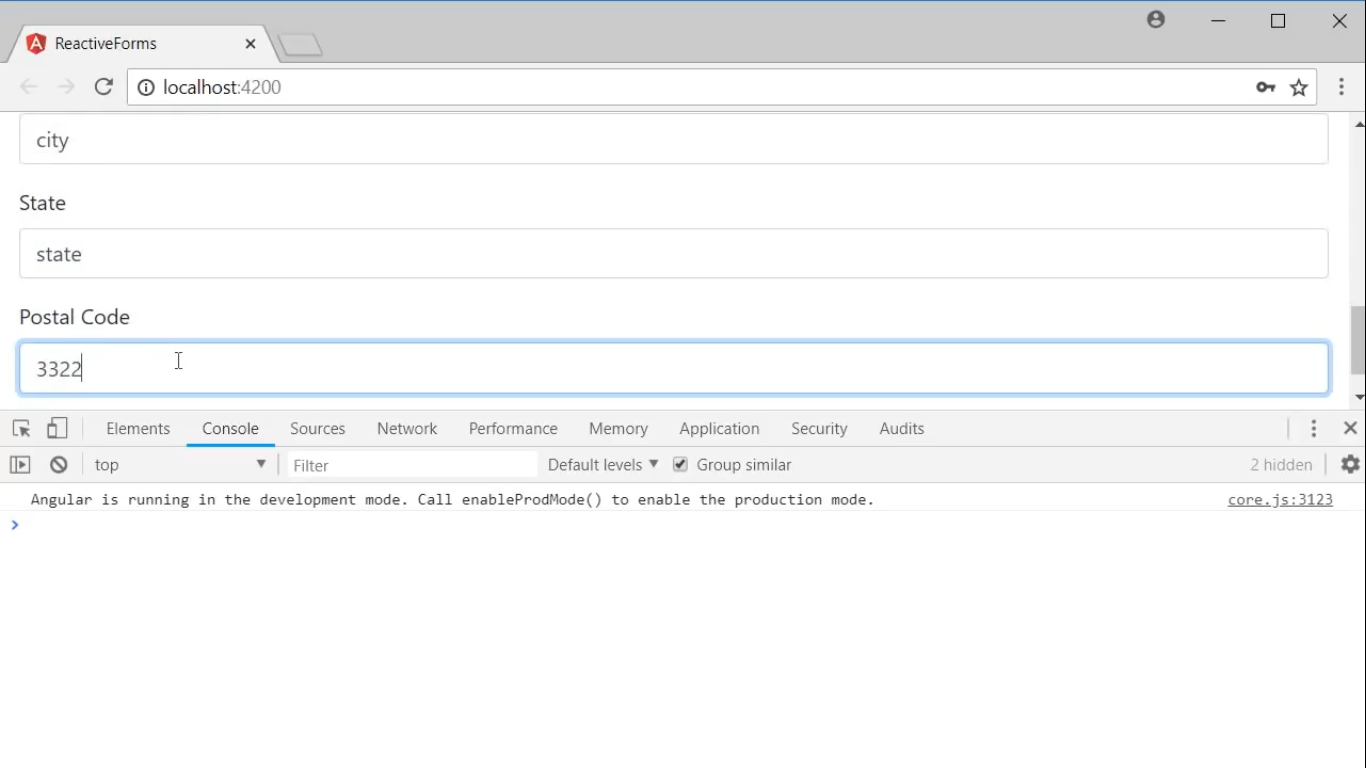 ReactiveForms
localhost:4200
city
State
state
Postal Code
3322
Elements Console Sources Network Performance Memory Application Security Audits
top Filter Default levels Group similar 2 hidden
Angular is running in the development mode. Call enableProdMode() to enable the production mode. core.js:3123